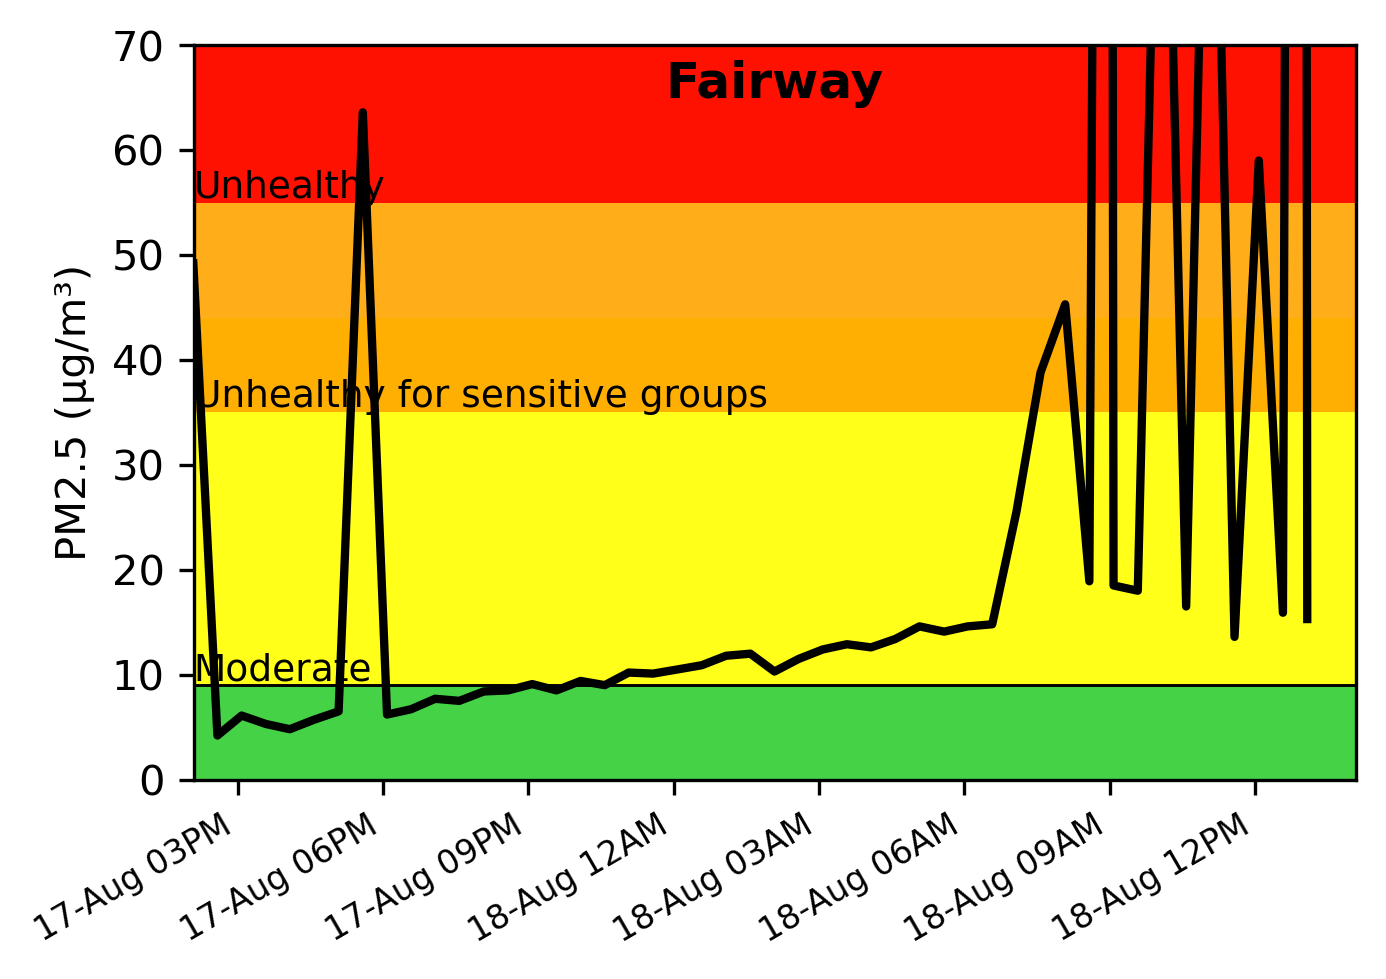 Fairway
70
60
50
40
30
20
10
0
PM2.5 (µg/m³)
Unhealthy
Unhealthy for sensitive groups
Moderate
17-Aug 03PM
17-Aug 06PM
17-Aug 09PM
18-Aug 12AM
18-Aug 03AM
18-Aug 06AM
18-Aug 09AM
18-Aug 12PM